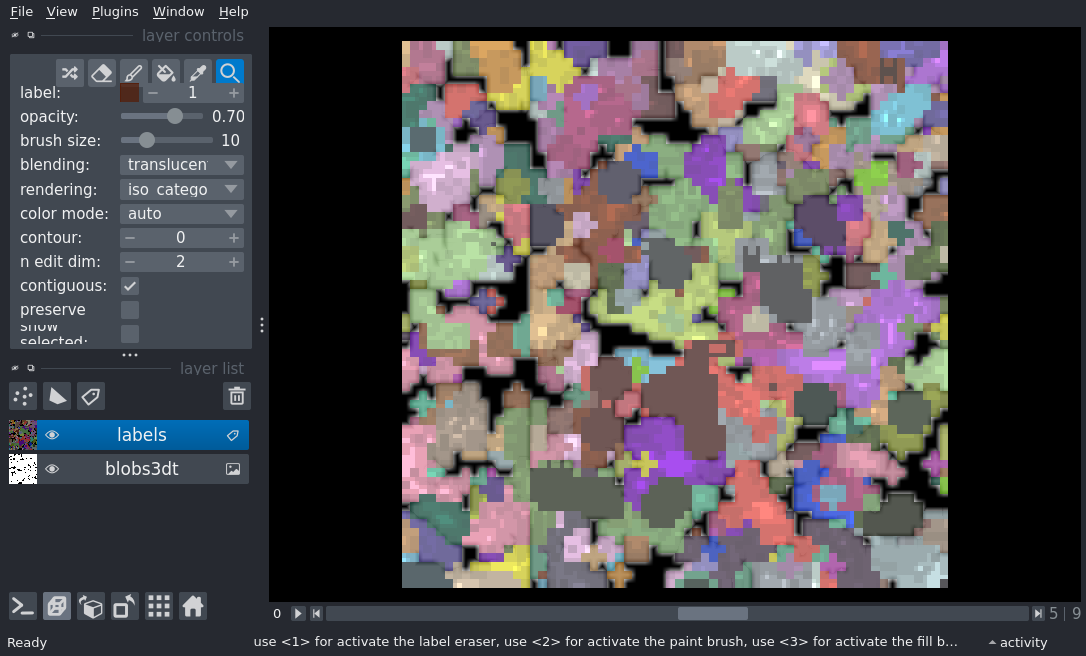 File View Plugins Window Help
layer controls
label: − 1 +
opacity: 0.70
brush size: 10
blending: translucen
rendering: iso_catego
color mode: auto
contour: − 0 +
n edit dim: − 2 +
contiguous:
preserve
show
selected:
layer list
labels
blobs3dt
0 5 | 9
Ready use <1> for activate the label eraser, use <2> for activate the paint brush, use <3> for activate the fill b... activity